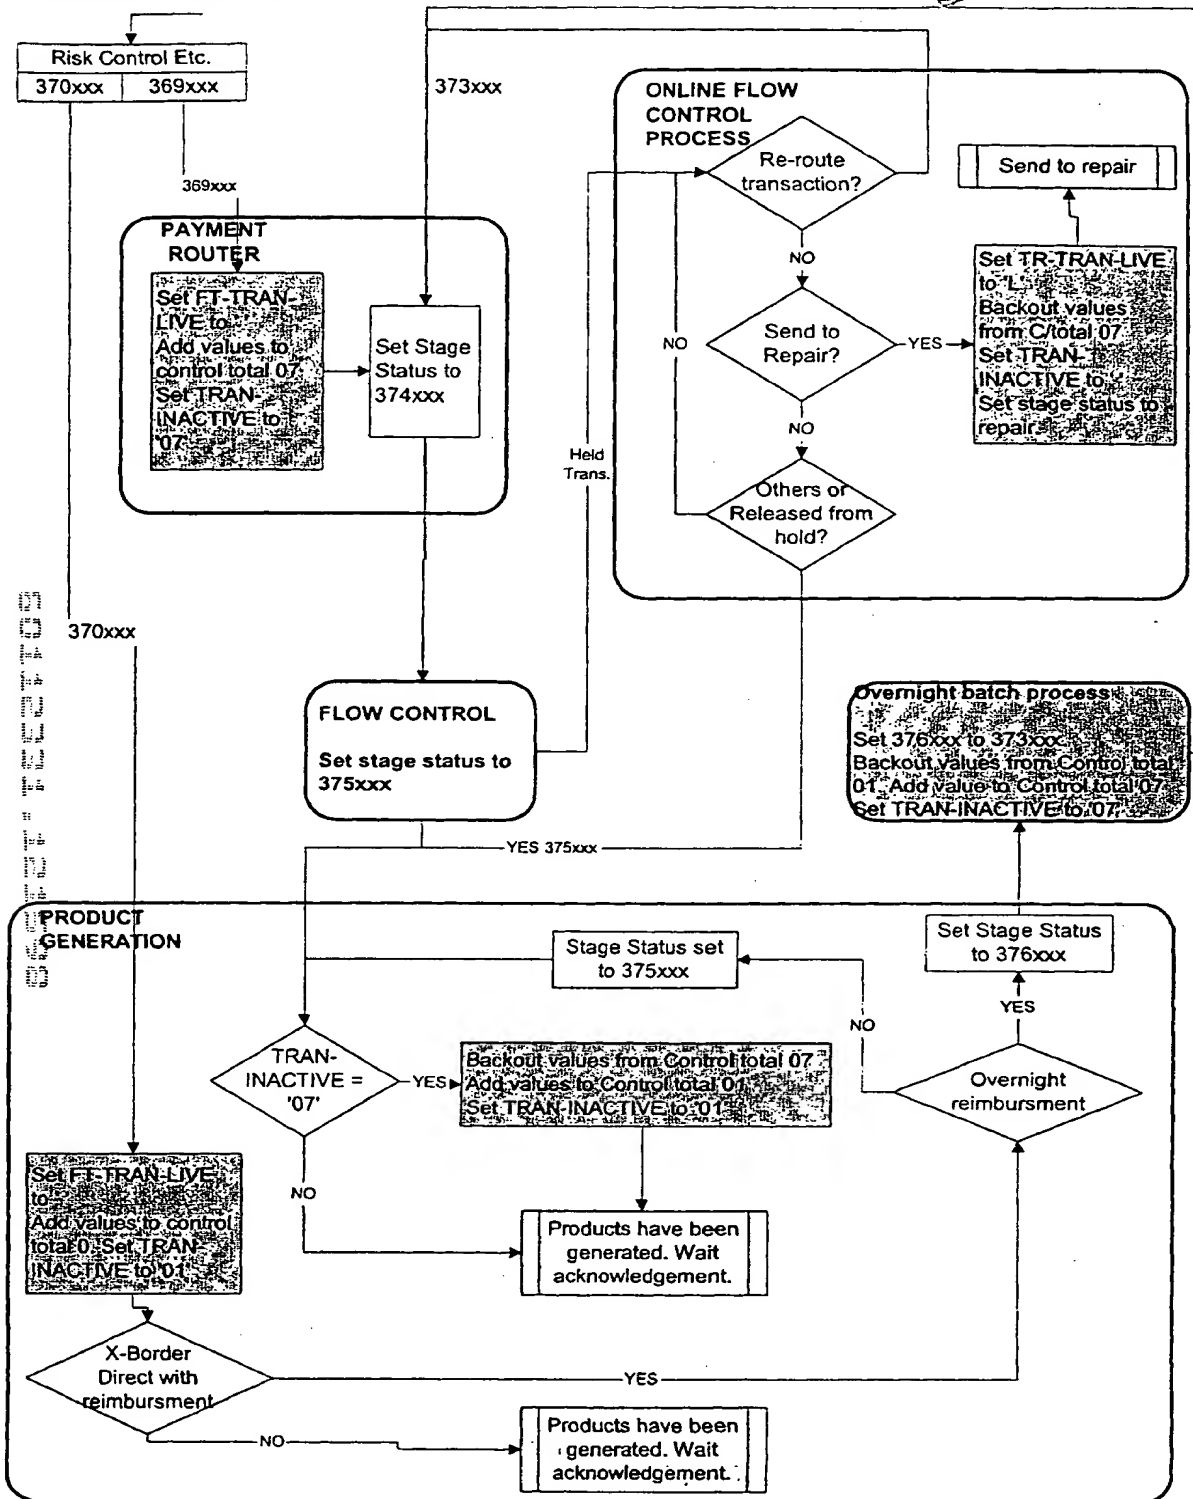 Risk Control Etc.
370xxx
369xxx
373xxx
369xxx
PAYMENT
ROUTER
Set FT-TRAN-
LIVE to
Add values to
control total 07
Set TRAN-
INACTIVE to
'07'
Set Stage
Status to
374xxx
ONLINE FLOW
CONTROL
PROCESS
Re-route
transaction?
NO
Send to
Repair?
YES
NO
NO
Others or
Released from
hold?
Send to repair
Set TR-TRAN-LIVE
to 'L'.
Backout values
from C/total 07
Set TRAN-
INACTIVE to ' '.
Set stage status to
repair.
Held
Trans.
370xxx
FLOW CONTROL
Set stage status to
375xxx
YES 375xxx
Overnight batch process
Set 376xxx to 373xxx
Backout values from Control total
01. Add value to Control total 07
Set TRAN-INACTIVE to '07'
PRODUCT
GENERATION
Stage Status set
to 375xxx
Set Stage Status
to 376xxx
YES
NO
Overnight
reimbursment
TRAN-
INACTIVE =
'07'
YES
Backout values from Control total 07
Add values to Control total 01
Set TRAN-INACTIVE to '01'
NO
Products have been
generated. Wait
acknowledgement.
Set FT-TRAN-LIVE
to
Add values to control
total 0. Set TRAN-
INACTIVE to '01'
X-Border
Direct with
reimbursment
YES
NO
Products have been
generated. Wait
acknowledgement.